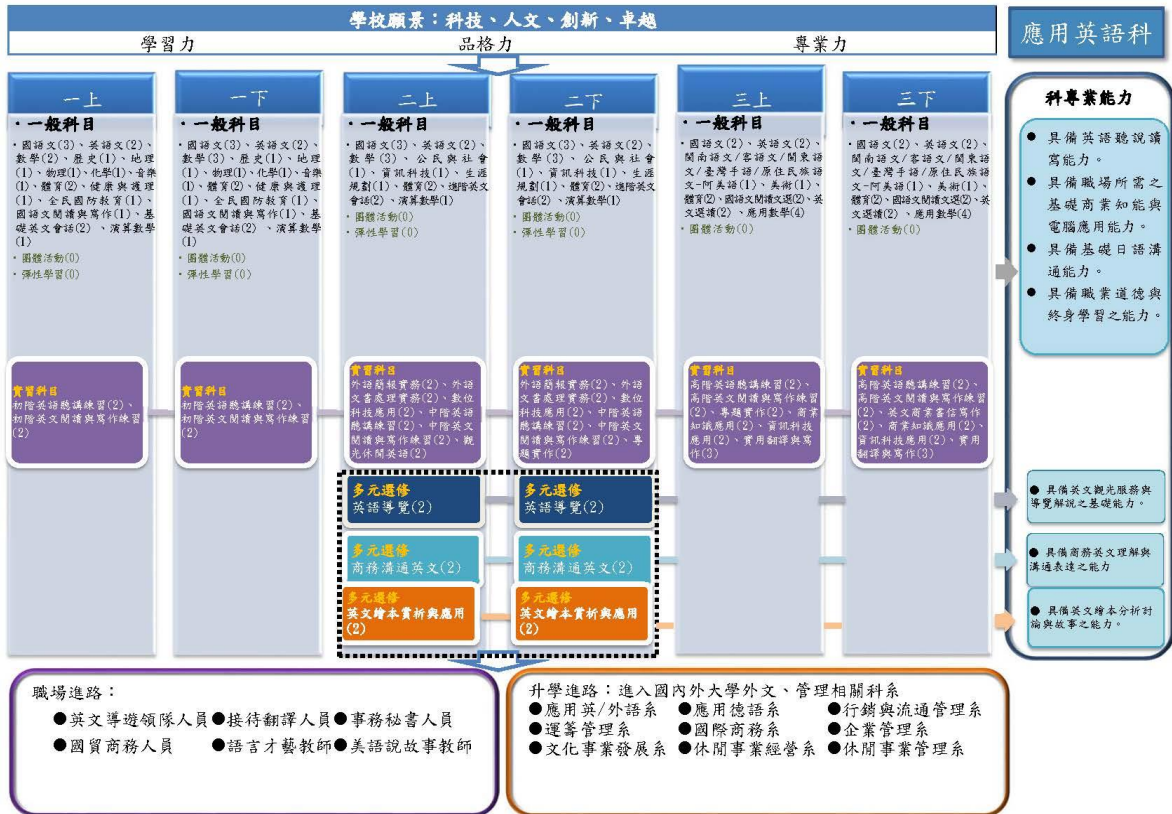 學校願景：科技、人文、創新、卓越
學習力
品格力
專業力
應用英語科
一上
・一般科目
・國語文(3)、英語文(2)、
數學(2)、歷史(1)、地理
(1)、物理(1)、化學(1)、音樂
(1)、體育(2)、健康與護理
(1)、全民國防教育(1)、
國語文閱讀與寫作(1)、基
礎英文會話(2)、演算數學
(1)
・團體活動(0)
・彈性學習(0)
一下
・一般科目
・國語文(3)、英語文(2)、
數學(3)、歷史(1)、地理
(1)、物理(1)、化學(1)、音樂
(1)、體育(2)、健康與護理
(1)、全民國防教育(1)、
國語文閱讀與寫作(1)、基
礎英文會話(2)、演算數學
(1)
・團體活動(0)
・彈性學習(0)
二上
・一般科目
・國語文(3)、英語文(2)、
數學(3)、公民與社會
(1)、資訊科技(1)、生涯
規劃(1)、體育(2)、進階英文
會話(2)、演算數學(1)
・團體活動(0)
・彈性學習(0)
二下
・一般科目
・國語文(3)、英語文(2)、
數學(3)、公民與社會
(1)、資訊科技(1)、生涯
規劃(1)、體育(2)、進階英文
會話(2)、演算數學(1)
・團體活動(0)
・彈性學習(0)
三上
・一般科目
・國語文(2)、英語文(2)、
閩南語文/客語文/閩東語
文/臺灣手語/原住民族語
文-阿美語(1)、美術(1)、
體育(2)、國語文閱讀文選(2)、英
文選讀(2)、應用數學(4)
・團體活動(0)
三下
・一般科目
・國語文(2)、英語文(2)、
閩南語文/客語文/閩東語
文/臺灣手語/原住民族語
文-阿美語(1)、美術(1)、
體育(2)、國語文閱讀文選(2)、英
文選讀(2)、應用數學(4)
・團體活動(0)
科專業能力
● 具備英語聽說讀
寫能力。
● 具備職場所需之
基礎商業知能與
電腦應用能力。
● 具備基礎日語溝
通能力。
● 具備職業道德與
終身學習之能力。
實習科目
初階英語聽講練習(2)、
初階英文閱讀與寫作練習
(2)
實習科目
初階英語聽講練習(2)、
初階英文閱讀與寫作練習
(2)
實習科目
外語簡報實務(2)、外語
文書處理實務(2)、數位
科技應用(2)、中階英語
聽講練習(2)、中階英文
閱讀與寫作練習(2)、觀
光休閒英語(2)
實習科目
外語簡報實務(2)、外語
文書處理實務(2)、數位
科技應用(2)、中階英語
聽講練習(2)、中階英文
閱讀與寫作練習(2)、專
題實作(2)
實習科目
高階英語聽講練習(2)、
高階英文閱讀與寫作練習
(2)、專題實作(2)、商業
知識應用(2)、資訊科技
應用(2)、實用翻譯與寫
作(3)
實習科目
高階英語聽講練習(2)、
高階英文閱讀與寫作練習
(2)、英文商業書信寫作
(2)、商業知識應用(2)、
資訊科技應用(2)、實用
翻譯與寫作(3)
多元選修
英語導覽(2)
多元選修
英語導覽(2)
● 具備英文觀光服務與
導覽解說之基礎能力。
多元選修
商務溝通英文(2)
多元選修
商務溝通英文(2)
● 具備商務英文理解與
溝通表達之能力
多元選修
英文繪本賞析與應用
(2)
多元選修
英文繪本賞析與應用
(2)
● 具備英文繪本分析討
論與故事之能力。
職場進路：
●英文導遊領隊人員●接待翻譯人員●事務秘書人員
●國貿商務人員 ●語言才藝教師●美語說故事教師
升學進路：進入國內外大學外文、管理相關科系
●應用英/外語系 ●應用德語系 ●行銷與流通管理系
●運籌管理系 ●國際商務系 ●企業管理系
●文化事業發展系 ●休閒事業經營系 ●休閒事業管理系